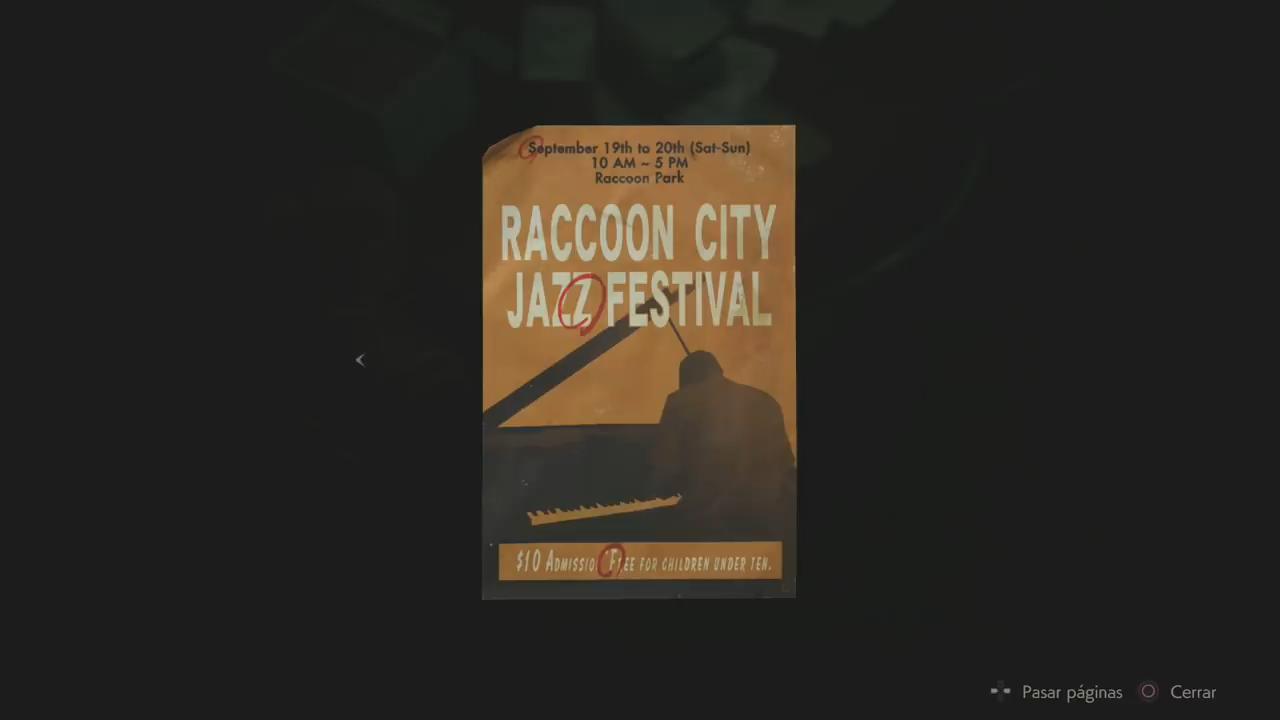 September 19th to 20th (Sat-Sun)
10 AM ~ 5 PM
Raccoon Park
RACCOON CITY
JAZZ FESTIVAL
$10 ADMISSION FREE FOR CHILDREN UNDER TEN.
Pasar páginas
Cerrar